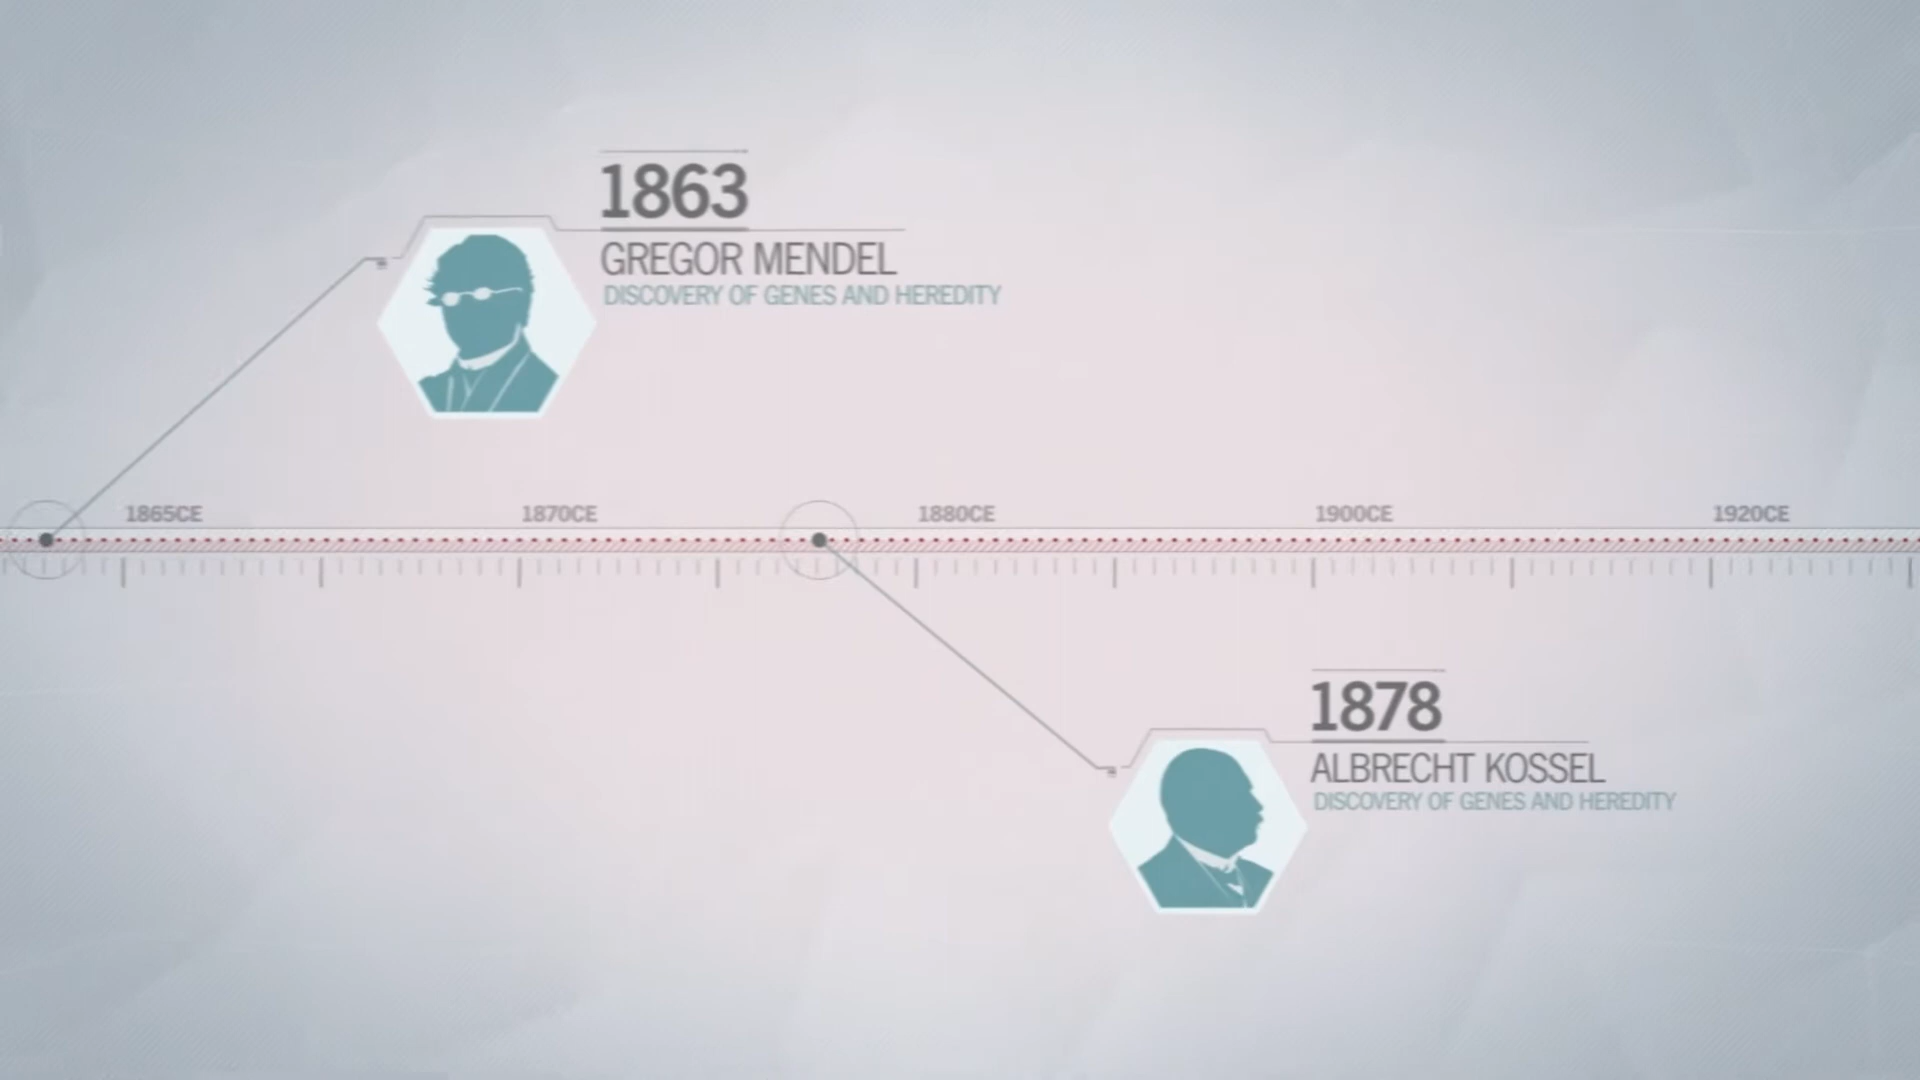 1863
GREGOR MENDEL
DISCOVERY OF GENES AND HEREDITY
1865CE
1870CE
1880CE
1900CE
1920CE
1878
ALBRECHT KOSSEL
DISCOVERY OF GENES AND HEREDITY